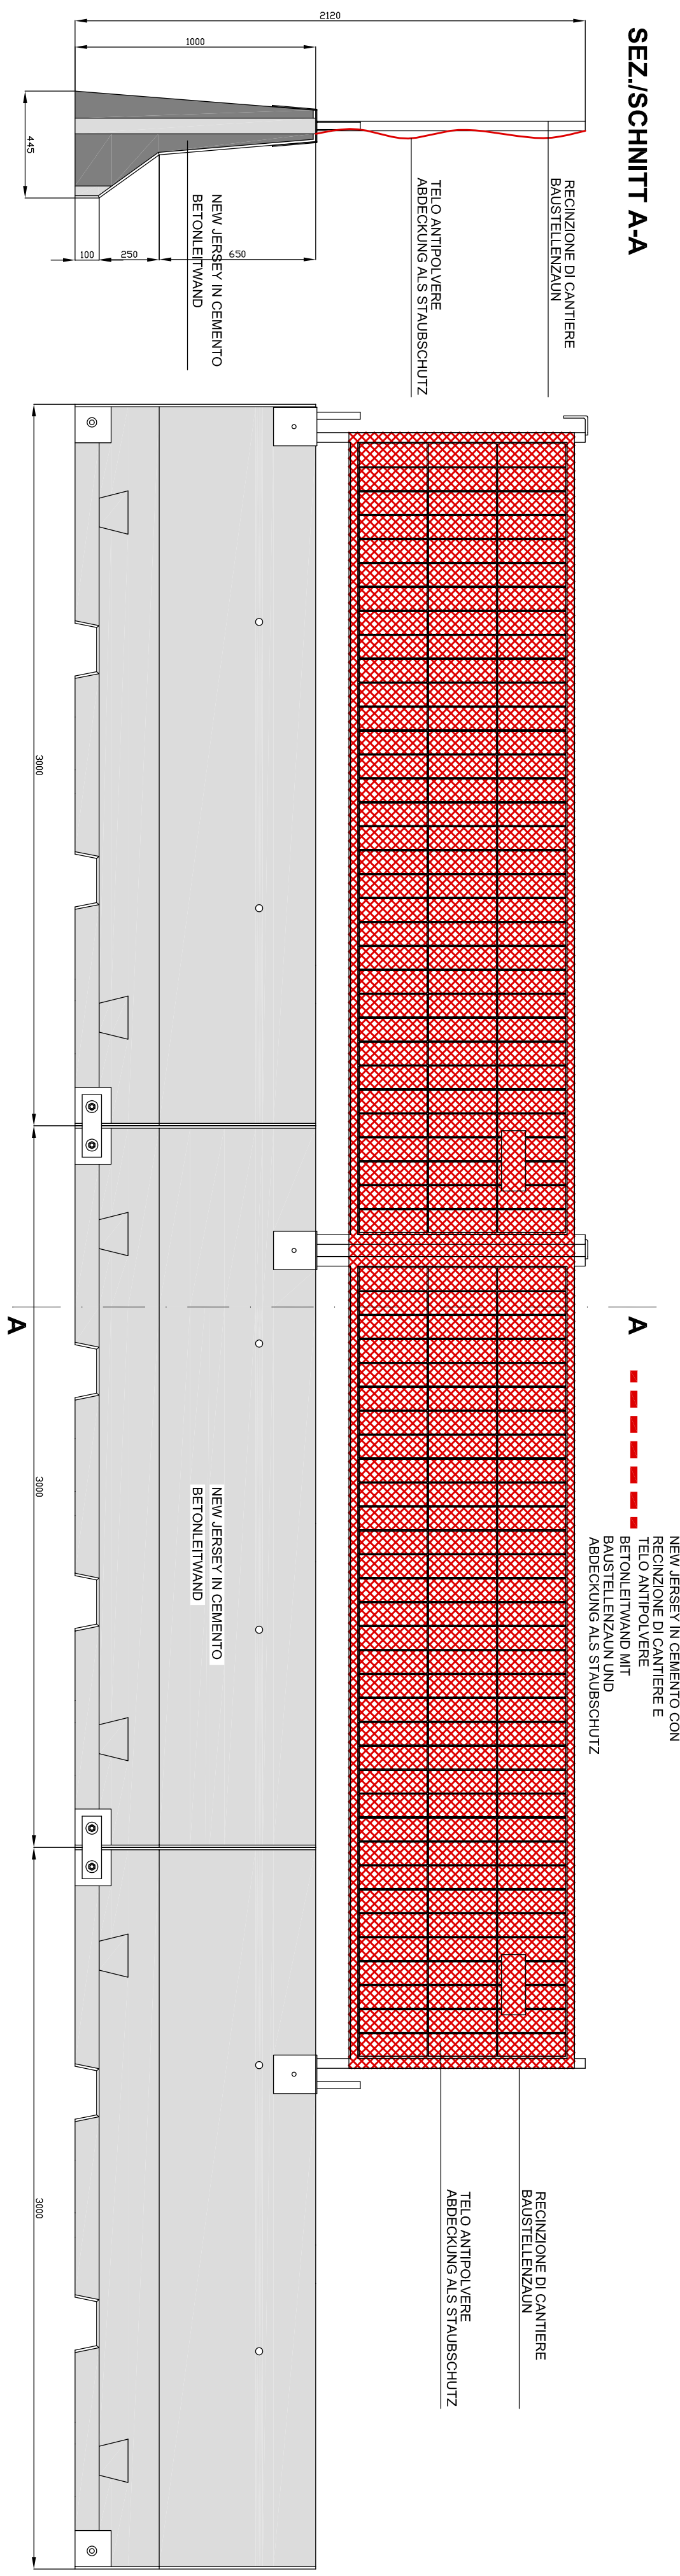 SEZ./SCHNITT A-A
2120
1000
445
100
250
650
RECINZIONE DI CANTIERE
BAUSTELLENZAUN
TELO ANTIPOLVERE
ABDECKUNG ALS STAUBSCHUTZ
NEW JERSEY IN CEMENTO
BETONLEITWAND
A
A
NEW JERSEY IN CEMENTO CON
RECINZIONE DI CANTIERE E
TELO ANTIPOLVERE
BETONLEITWAND MIT
BAUSTELLENZAUN UND
ABDECKUNG ALS STAUBSCHUTZ
NEW JERSEY IN CEMENTO
BETONLEITWAND
RECINZIONE DI CANTIERE
BAUSTELLENZAUN
TELO ANTIPOLVERE
ABDECKUNG ALS STAUBSCHUTZ
3000
3000
3000